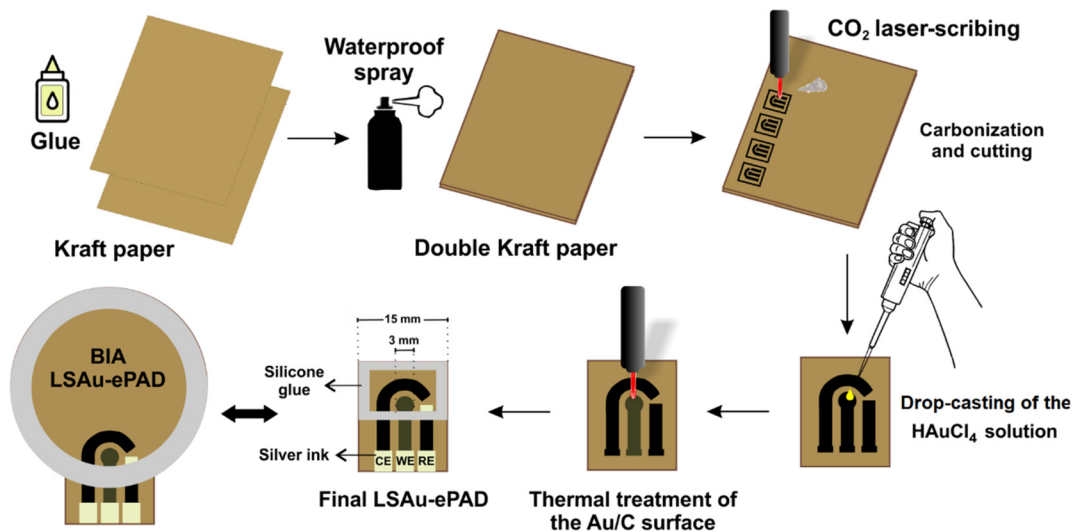 Glue
Kraft paper
Waterproof
spray
Double Kraft paper
CO₂ laser-scribing
Carbonization
and cutting
Drop-casting of the
HAuCl₄ solution
Thermal treatment of
the Au/C surface
15 mm
3 mm
Silicone
glue
Silver ink
CE WE RE
Final LSAu-ePAD
BIA
LSAu-ePAD